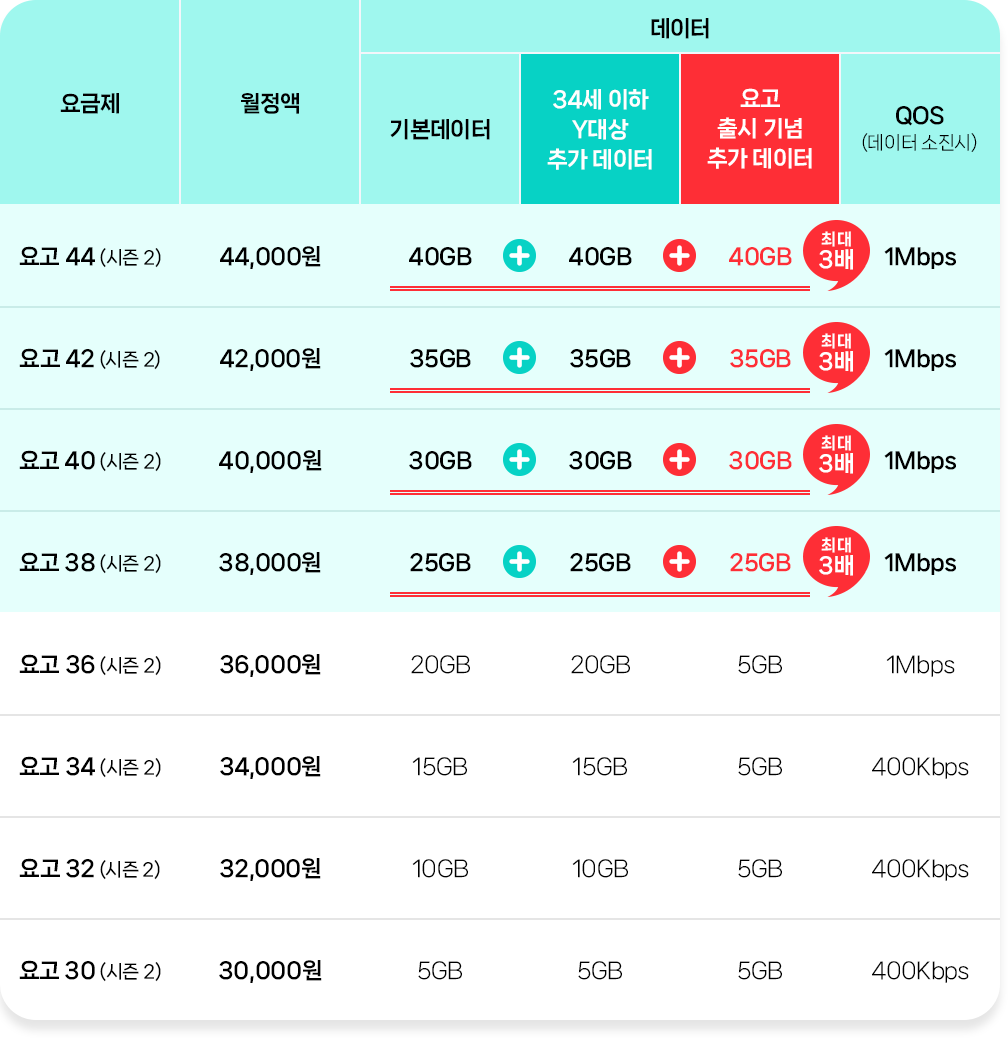 요금제
월정액
데이터
기본데이터
34세 이하
Y대상
추가 데이터
요고
출시 기념
추가 데이터
QOS
(데이터 소진시)
요고 44 (시즌 2) 44,000원 40GB + 40GB + 40GB 최대 3배 1Mbps
요고 42 (시즌 2) 42,000원 35GB + 35GB + 35GB 최대 3배 1Mbps
요고 40 (시즌 2) 40,000원 30GB + 30GB + 30GB 최대 3배 1Mbps
요고 38 (시즌 2) 38,000원 25GB + 25GB + 25GB 최대 3배 1Mbps
요고 36 (시즌 2) 36,000원 20GB 20GB 5GB 1Mbps
요고 34 (시즌 2) 34,000원 15GB 15GB 5GB 400Kbps
요고 32 (시즌 2) 32,000원 10GB 10GB 5GB 400Kbps
요고 30 (시즌 2) 30,000원 5GB 5GB 5GB 400Kbps